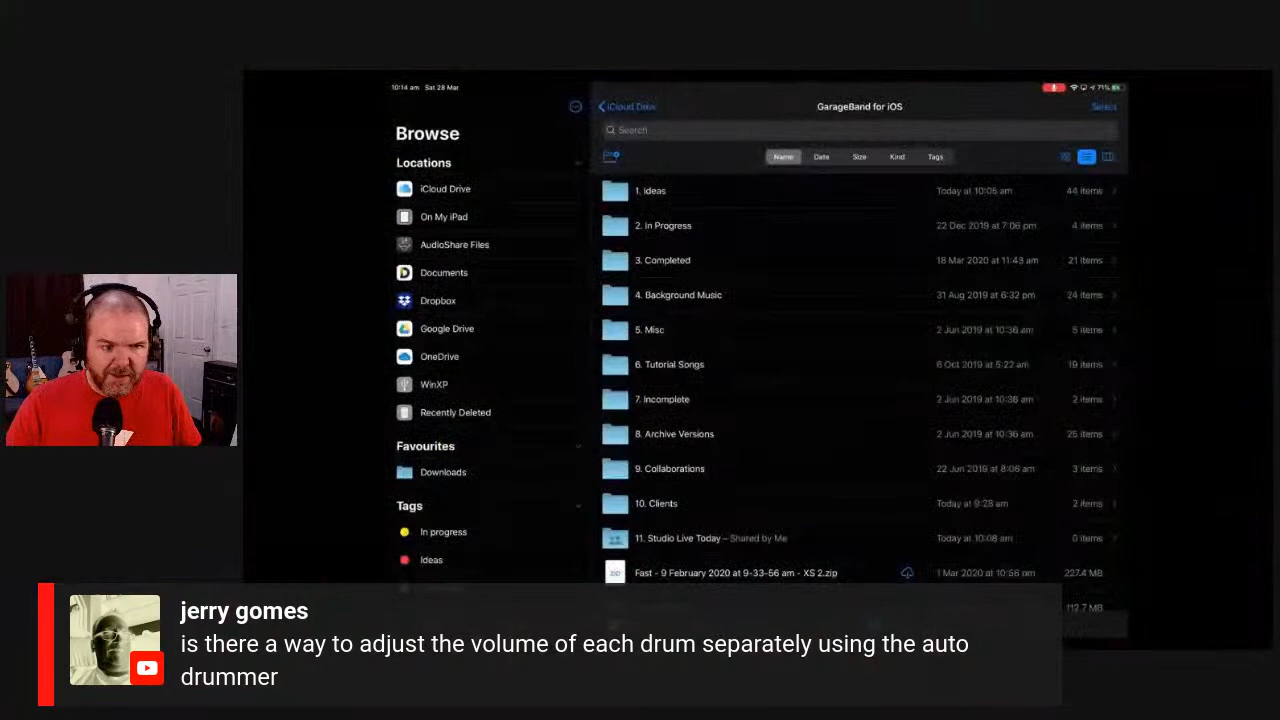 10:14 am Sat 28 Mar
71%
Browse
Locations
iCloud Drive
On My iPad
AudioShare Files
Documents
Dropbox
Google Drive
OneDrive
WinXP
Recently Deleted
Favourites
Downloads
Tags
In progress
Ideas
iCloud Drive
GarageBand for iOS
Select
Search
Name Date Size Kind Tags
1. Ideas Today at 10:05 am 44 items
2. In Progress 22 Dec 2019 at 7:06 pm 4 items
3. Completed 18 Mar 2020 at 11:43 am 21 items
4. Background Music 31 Aug 2019 at 6:32 pm 24 items
5. Misc 2 Jun 2019 at 10:36 am 5 items
6. Tutorial Songs 6 Oct 2019 at 5:22 am 19 items
7. Incomplete 2 Jun 2019 at 10:36 am 2 items
8. Archive Versions 2 Jun 2019 at 10:36 am 25 items
9. Collaborations 22 Jun 2019 at 8:06 am 3 items
10. Clients Today at 9:28 am 2 items
11. Studio Live Today – Shared by Me Today at 10:08 am 0 items
Fast - 9 February 2020 at 9-33-56 am - XS 2.zip 1 Mar 2020 at 10:56 pm 227.4 MB
112.7 MB
jerry gomes
is there a way to adjust the volume of each drum separately using the auto
drummer